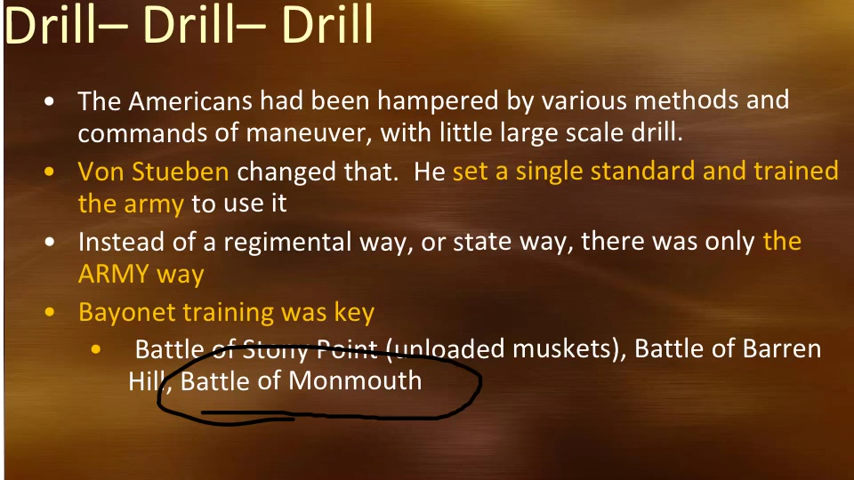 Drill– Drill– Drill
• The Americans had been hampered by various methods and
commands of maneuver, with little large scale drill.
• Von Stueben changed that.  He set a single standard and trained
the army to use it
• Instead of a regimental way, or state way, there was only the
ARMY way
• Bayonet training was key
• Battle of Stony Point (unloaded muskets), Battle of Barren
Hill, Battle of Monmouth